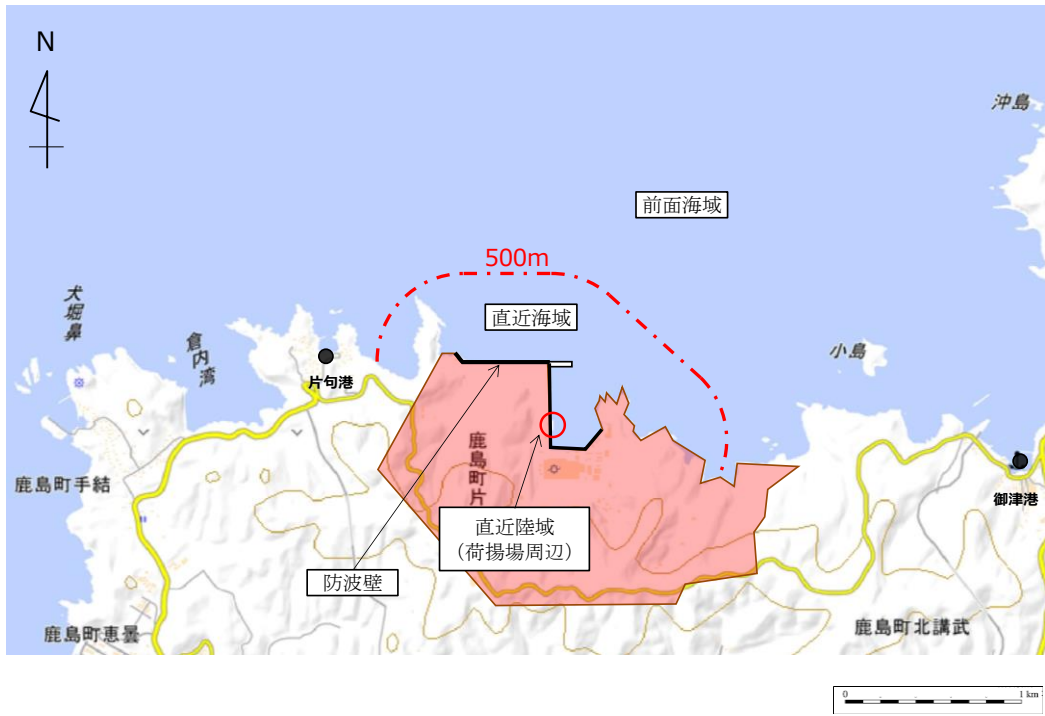 N
沖島
前面海域
500m
犬堀鼻
直近海域
倉内湾
小島
片句港
鹿島町片
鹿島町手結
御津港
直近陸域
(荷揚場周辺)
防波壁
鹿島町恵曇
鹿島町北講武
0 1 km